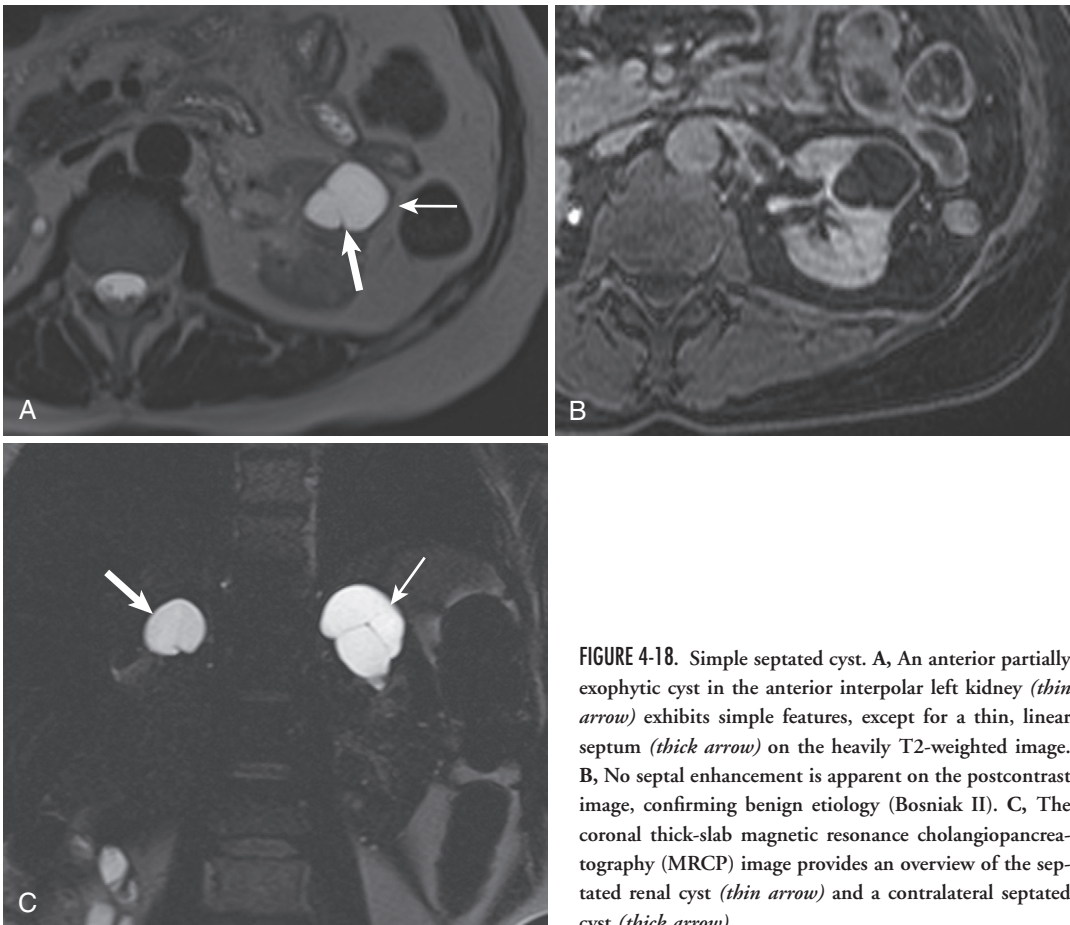 A
B
C
FIGURE 4-18. Simple septated cyst. A, An anterior partially
exophytic cyst in the anterior interpolar left kidney (thin
arrow) exhibits simple features, except for a thin, linear
septum (thick arrow) on the heavily T2-weighted image.
B, No septal enhancement is apparent on the postcontrast
image, confirming benign etiology (Bosniak II). C, The
coronal thick-slab magnetic resonance cholangiopancrea-
tography (MRCP) image provides an overview of the sep-
tated renal cyst (thin arrow) and a contralateral septated
cyst (thick arrow).